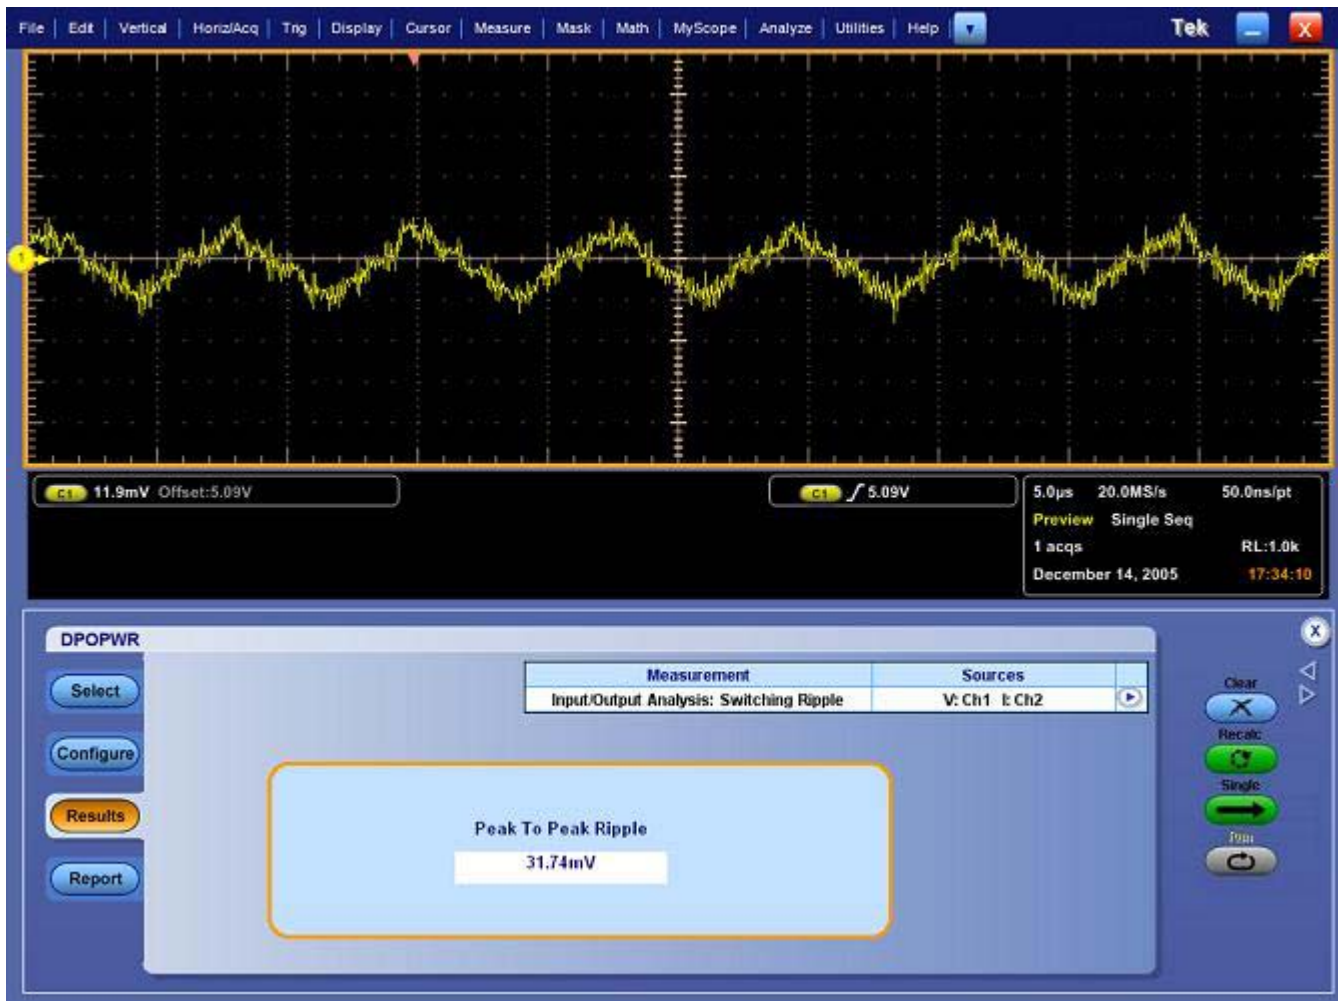 File Edit Vertical Horiz/Acq Trig Display Cursor Measure Mask Math MyScope Analyze Utilities Help Tek X
1
C1 11.9mV Offset:5.09V
C1 5.09V
5.0µs 20.0MS/s 50.0ns/pt
Preview Single Seq
1 acqs RL:1.0k
December 14, 2005 17:34:10
DPOPWR
X
Select
Configure
Results
Report
Measurement Sources
Input/Output Analysis: Switching Ripple V: Ch1 I: Ch2
Peak To Peak Ripple
31.74mV
Clear
Recalc
Single